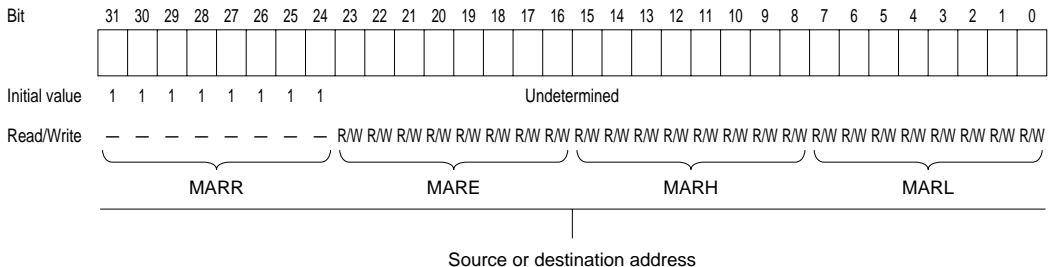 Bit 31 30 29 28 27 26 25 24 23 22 21 20 19 18 17 16 15 14 13 12 11 10 9 8 7 6 5 4 3 2 1 0
Initial value 1 1 1 1 1 1 1 1 Undetermined
Read/Write — — — — — — — — R/W R/W R/W R/W R/W R/W R/W R/W R/W R/W R/W R/W R/W R/W R/W R/W R/W R/W R/W R/W R/W R/W R/W R/W
MARR MARE MARH MARL
Source or destination address